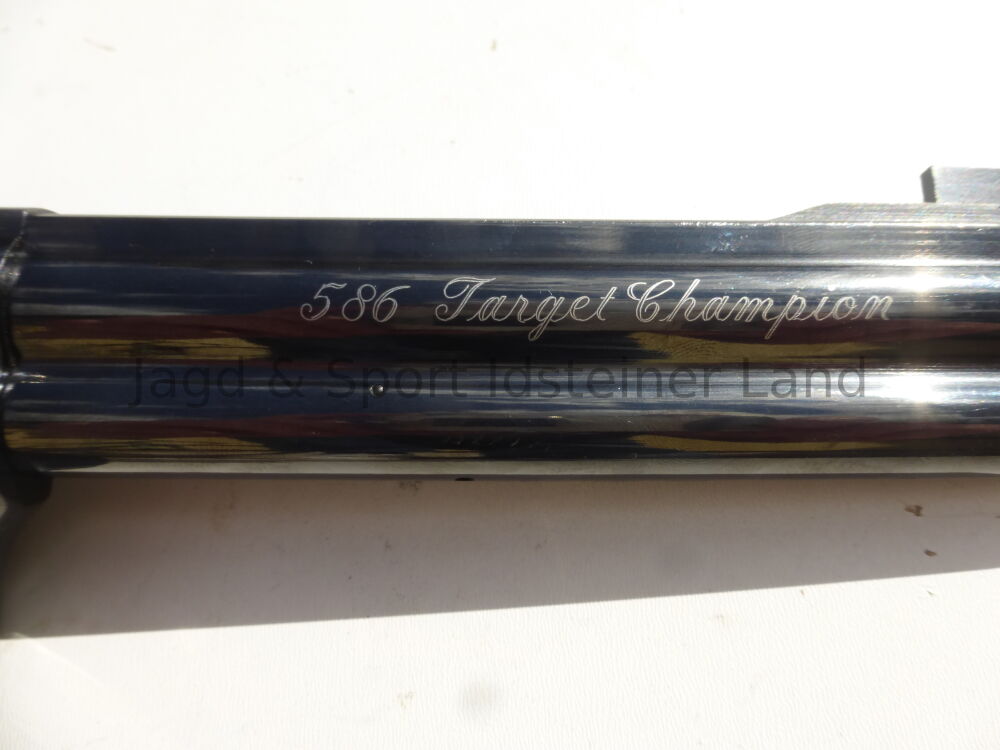 586 Target Champion
Jagd & Sport Idsteiner Land